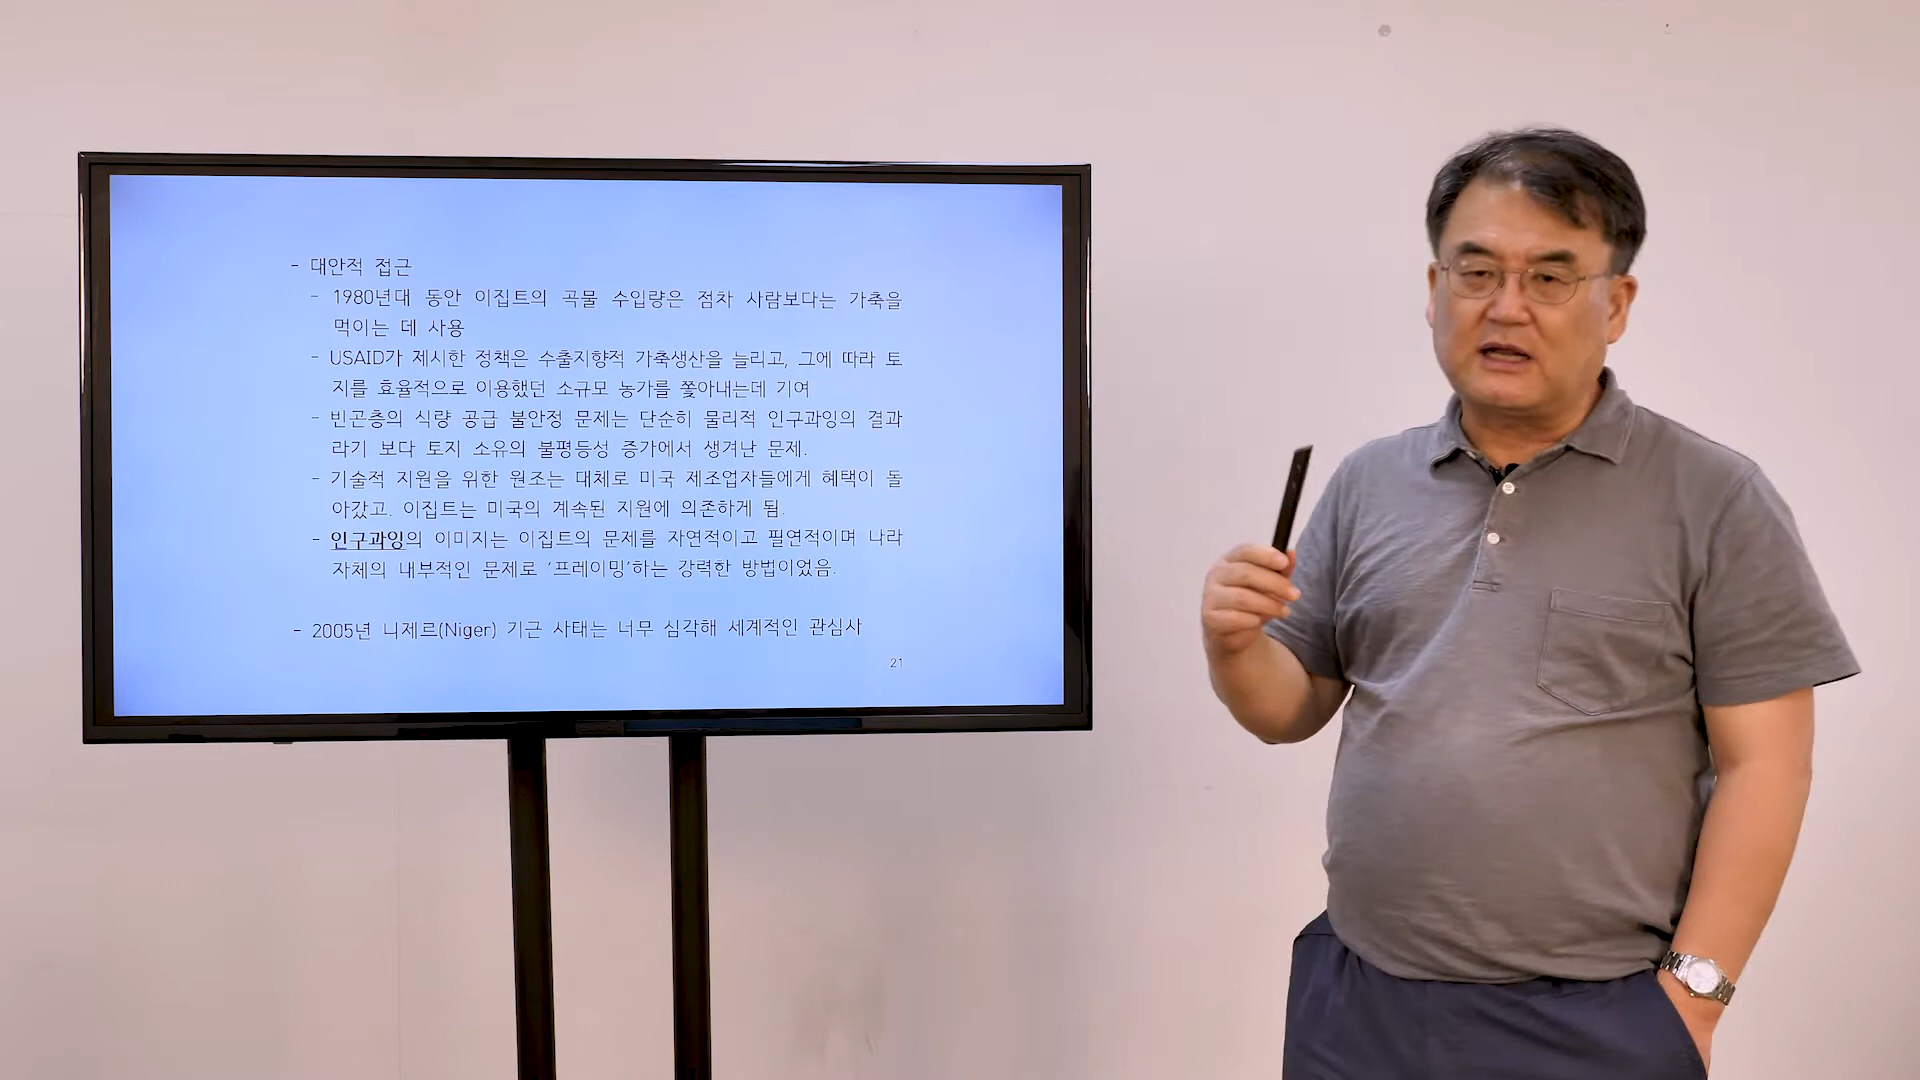 - 대안적 접근
- 1980년대 동안 이집트의 곡물 수입량은 점차 사람보다는 가축을
먹이는 데 사용
- USAID가 제시한 정책은 수출지향적 가축생산을 늘리고, 그에 따라 토
지를 효율적으로 이용했던 소규모 농가를 쫓아내는데 기여
- 빈곤층의 식량 공급 불안정 문제는 단순히 물리적 인구과잉의 결과
라기 보다 토지 소유의 불평등성 증가에서 생겨난 문제.
- 기술적 지원을 위한 원조는 대체로 미국 제조업자들에게 혜택이 돌
아갔고. 이집트는 미국의 계속된 지원에 의존하게 됨.
- 인구과잉의 이미지는 이집트의 문제를 자연적이고 필연적이며 나라
자체의 내부적인 문제로 '프레이밍'하는 강력한 방법이었음.
- 2005년 니제르(Niger) 기근 사태는 너무 심각해 세계적인 관심사
21